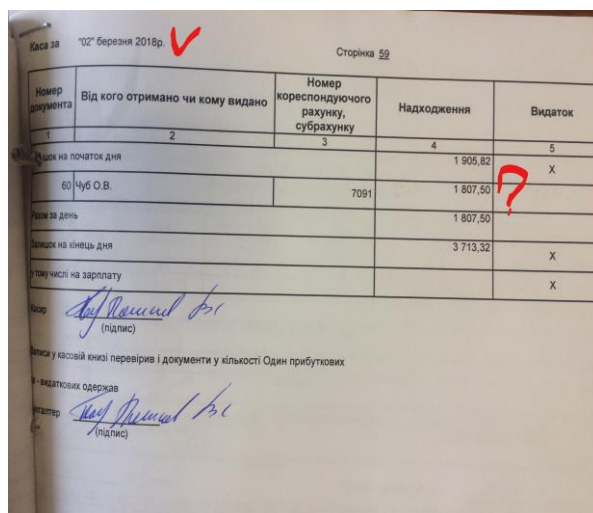 Каса за "02" березня 2018р.
Сторінка 59
Номер документа
Від кого отримано чи кому видано
Номер кореспондуючого рахунку, субрахунку
Надходження
Видаток
1 2 3 4 5
на початок дня 1 905,82 X
60 Чуб О.В. 7091 1 807,50 ?
Разом за день 1 807,50
Залишок на кінець дня 3 713,32 X
у тому числі на зарплату X
Касир
(підпис)
Записи у касовій книзі перевірив і документи у кількості Один прибуткових
- видаткових одержав
(підпис)